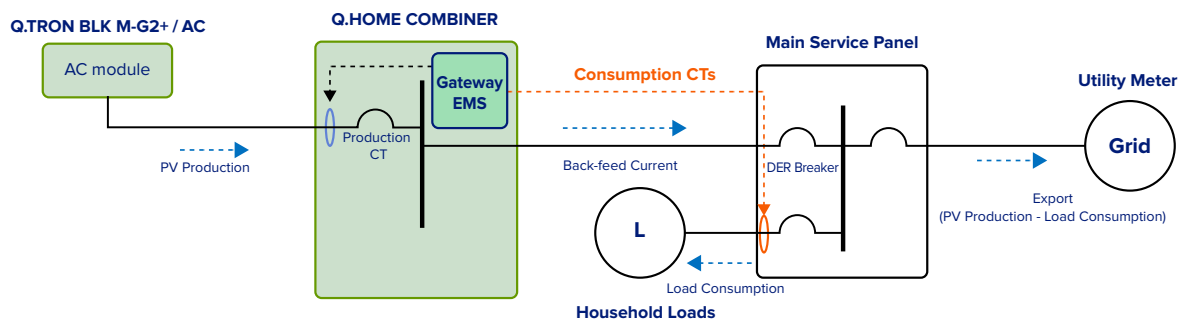 Q.TRON BLK M-G2+ / AC
AC module
PV Production
Q.HOME COMBINER
Gateway
EMS
Production
CT
Consumption CTs
Back-feed Current
Main Service Panel
DER Breaker
L
Load Consumption
Household Loads
Utility Meter
Grid
Export
(PV Production - Load Consumption)